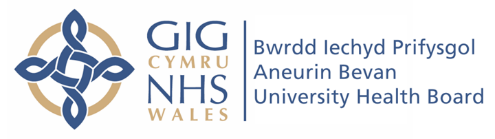 GIG
CYMRU
NHS
WALES
Bwrdd Iechyd Prifysgol
Aneurin Bevan
University Health Board